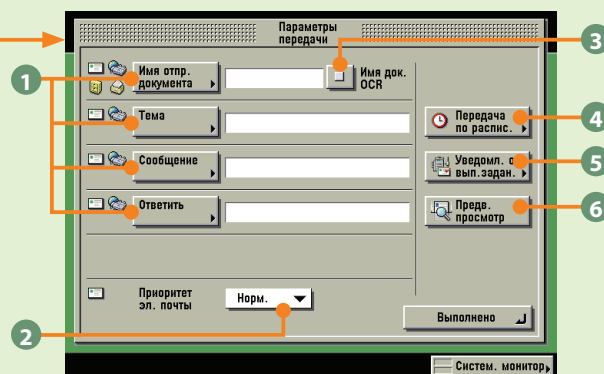 Параметры
передачи
1
Имя отпр.
документа
Имя док.
OCR
3
Тема
Передача
по распис.
4
Сообщение
Уведомл. о
вып.задан.
5
Ответить
Предв.
просмотр
6
Приоритет
эл. почты
Норм.
2
Выполнено
Систем. монитор